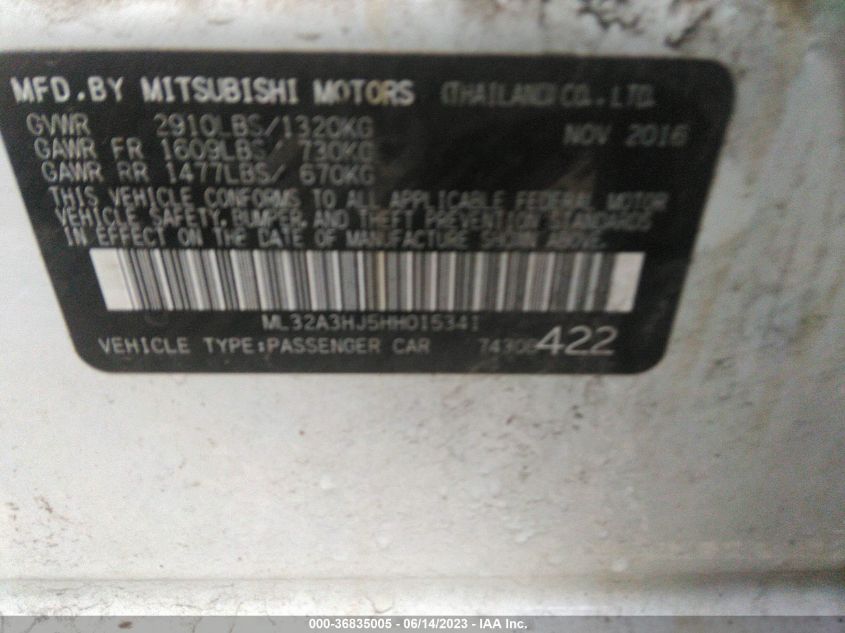 MFD.BY MITSUBISHI MOTORS (THAILAND) CO.,LTD.
GVWR 2910LBS/1320KG NOV 2016
GAWR FR 1609LBS/ 730KG
GAWR RR 1477LBS/ 670KG
THIS VEHICLE CONFORMS TO ALL APPLICABLE FEDERAL MOTOR
VEHICLE SAFETY,BUMPER,AND THEFT PREVENTION STANDARDS
IN EFFECT ON THE DATE OF MANUFACTURE SHOWN ABOVE.
ML32A3HJ5HH015341
VEHICLE TYPE:PASSENGER CAR 422
000-36835005 - 06/14/2023 - IAA Inc.